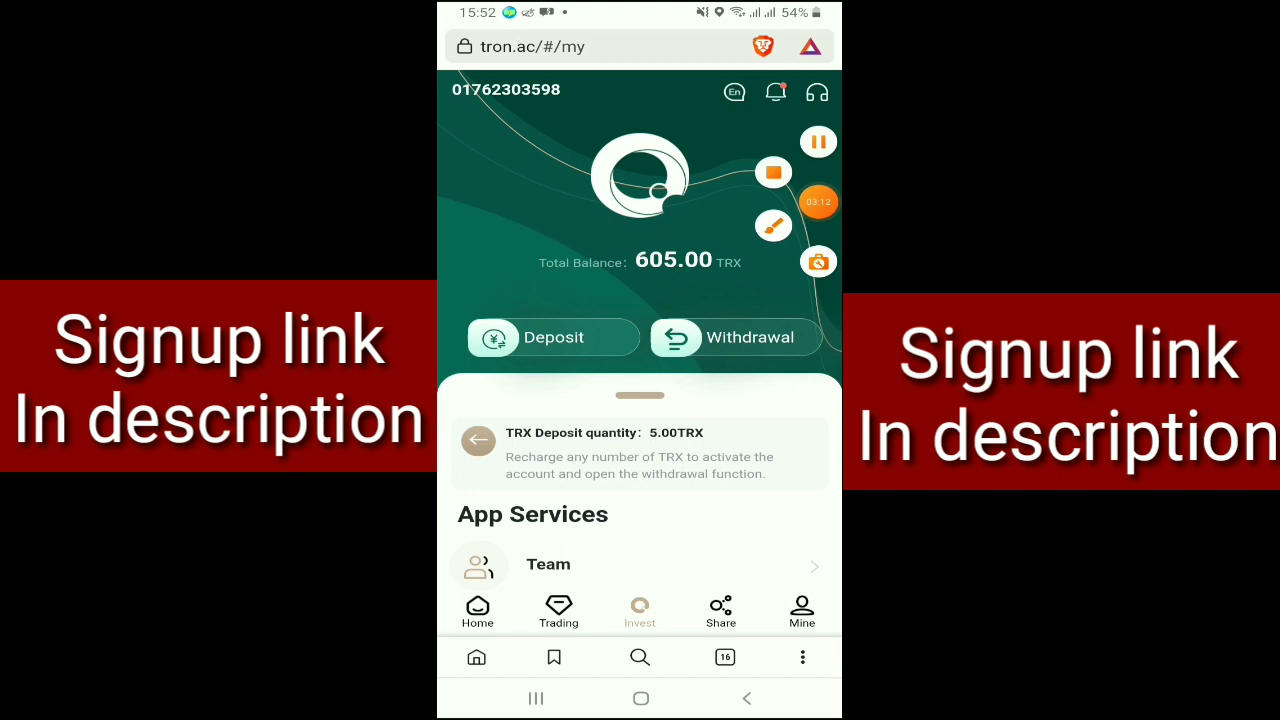 15:52
54%
tron.ac/#/my
01762303598
En
03:12
Total Balance: 605.00 TRX
Deposit
Withdrawal
TRX Deposit quantity: 5.00TRX
Recharge any number of TRX to activate the
account and open the withdrawal function.
App Services
Team
Home
Trading
Invest
Share
Mine
16
Signup link
In description
Signup link
In description